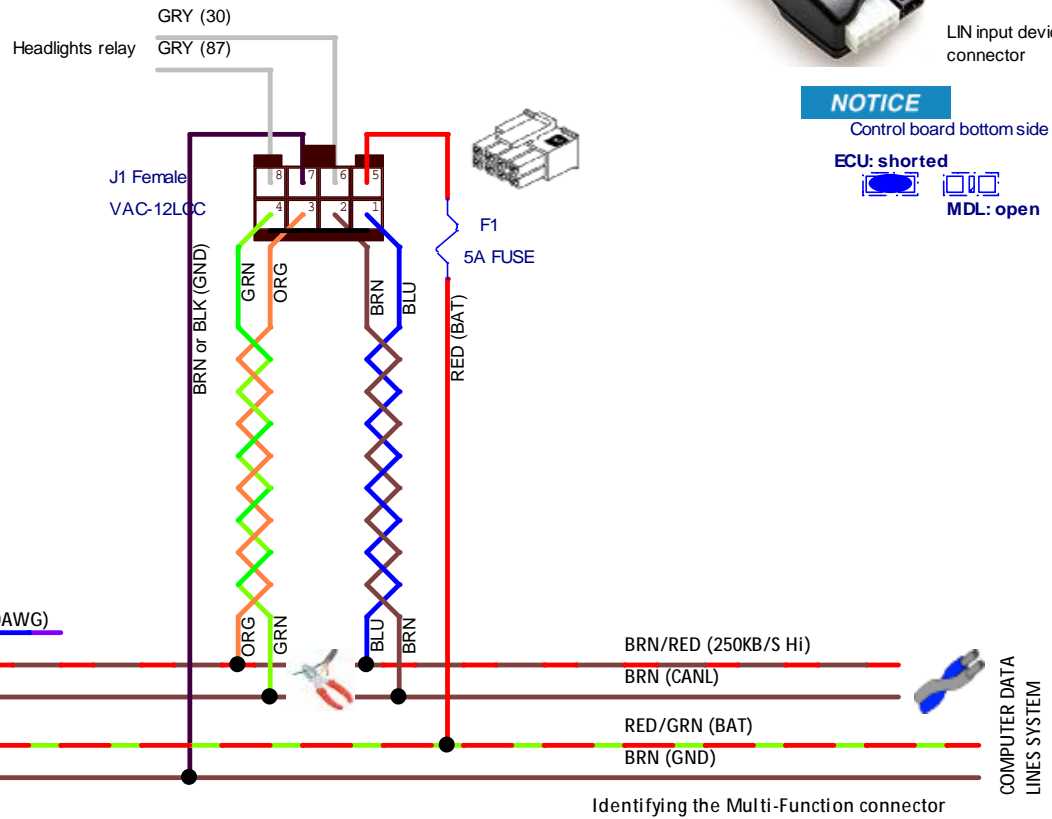 GRY (30)
Headlights relay
GRY (87)
LIN input
connector
NOTICE
Control board bottom side
ECU: shorted
MDL: open
J1 Female
VAC-12LCC
8 7 6 5
4 3 2 1
F1
5A FUSE
BRN or BLK (GND)
GRN
ORG
BRN
BLU
RED (BAT)
AWG)
ORG
GRN
BLU
BRN
BRN/RED (250KB/S Hi)
BRN (CANL)
RED/GRN (BAT)
BRN (GND)
COMPUTER DATA
LINES SYSTEM
Identifying the Multi-Function connector